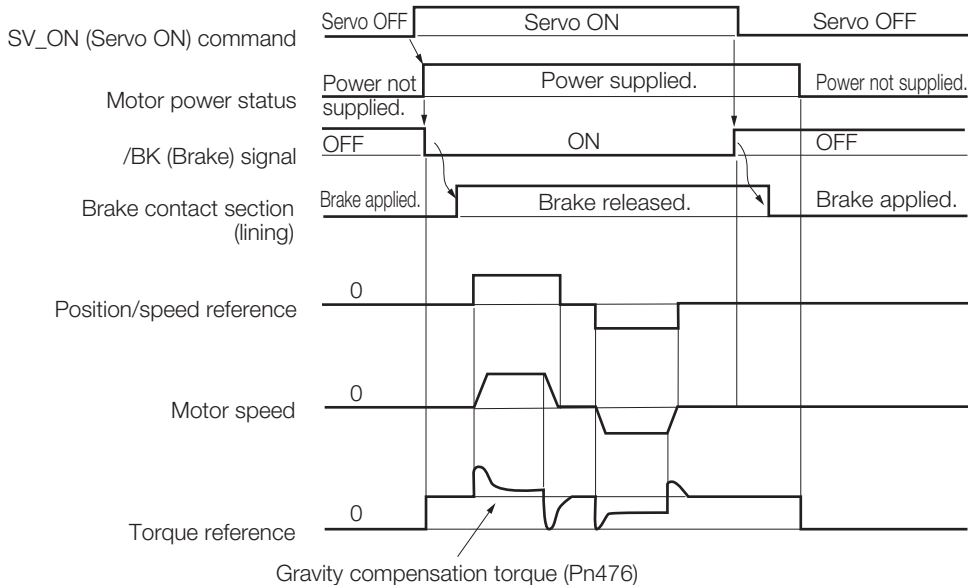 SV_ON (Servo ON) command
Servo OFF
Servo ON
Servo OFF
Motor power status
Power not
supplied.
Power supplied.
Power not supplied.
/BK (Brake) signal
OFF
ON
OFF
Brake contact section
(lining)
Brake applied.
Brake released.
Brake applied.
Position/speed reference
0
Motor speed
0
Torque reference
0
Gravity compensation torque (Pn476)